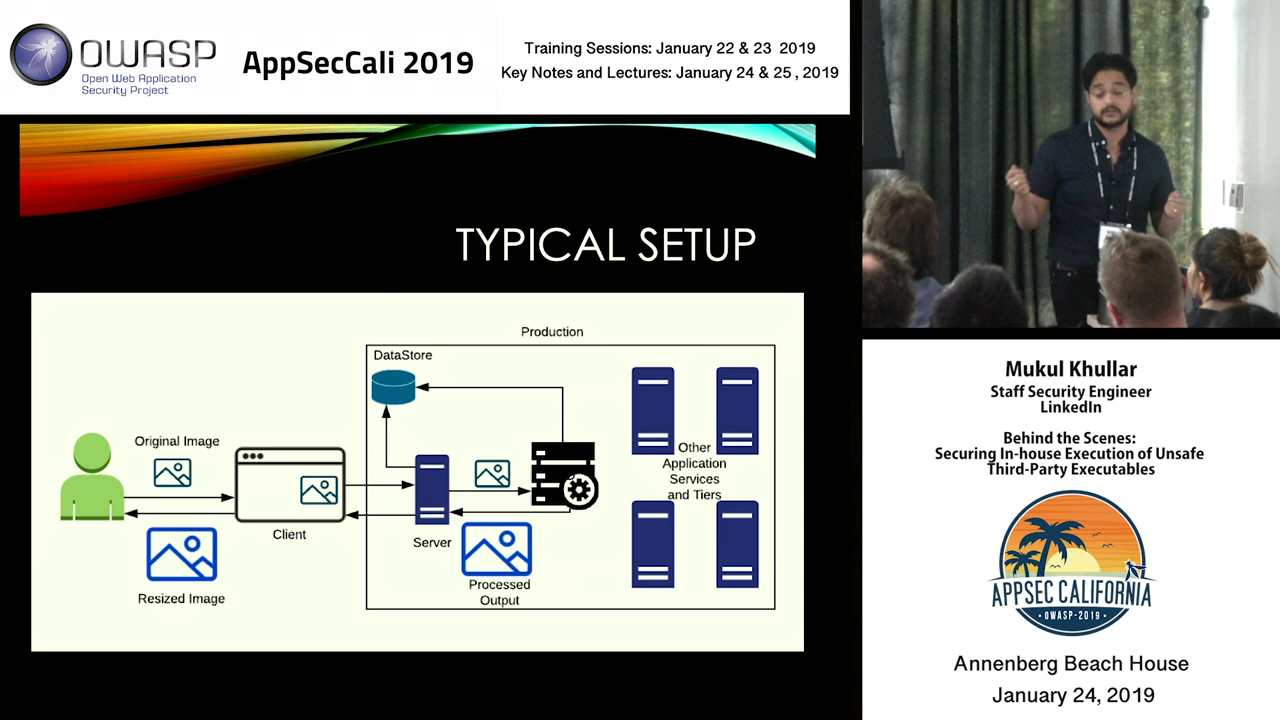 OWASP
Open Web Application
Security Project
AppSecCali 2019
Training Sessions: January 22 & 23 2019
Key Notes and Lectures: January 24 & 25 , 2019
TYPICAL SETUP
Production
DataStore
Original Image
Client
Resized Image
Server
Processed
Output
Other
Application
Services
and Tiers
Mukul Khullar
Staff Security Engineer
LinkedIn
Behind the Scenes:
Securing In-house Execution of Unsafe
Third-Party Executables
APPSEC CALIFORNIA
• OWASP-2019 •
Annenberg Beach House
January 24, 2019